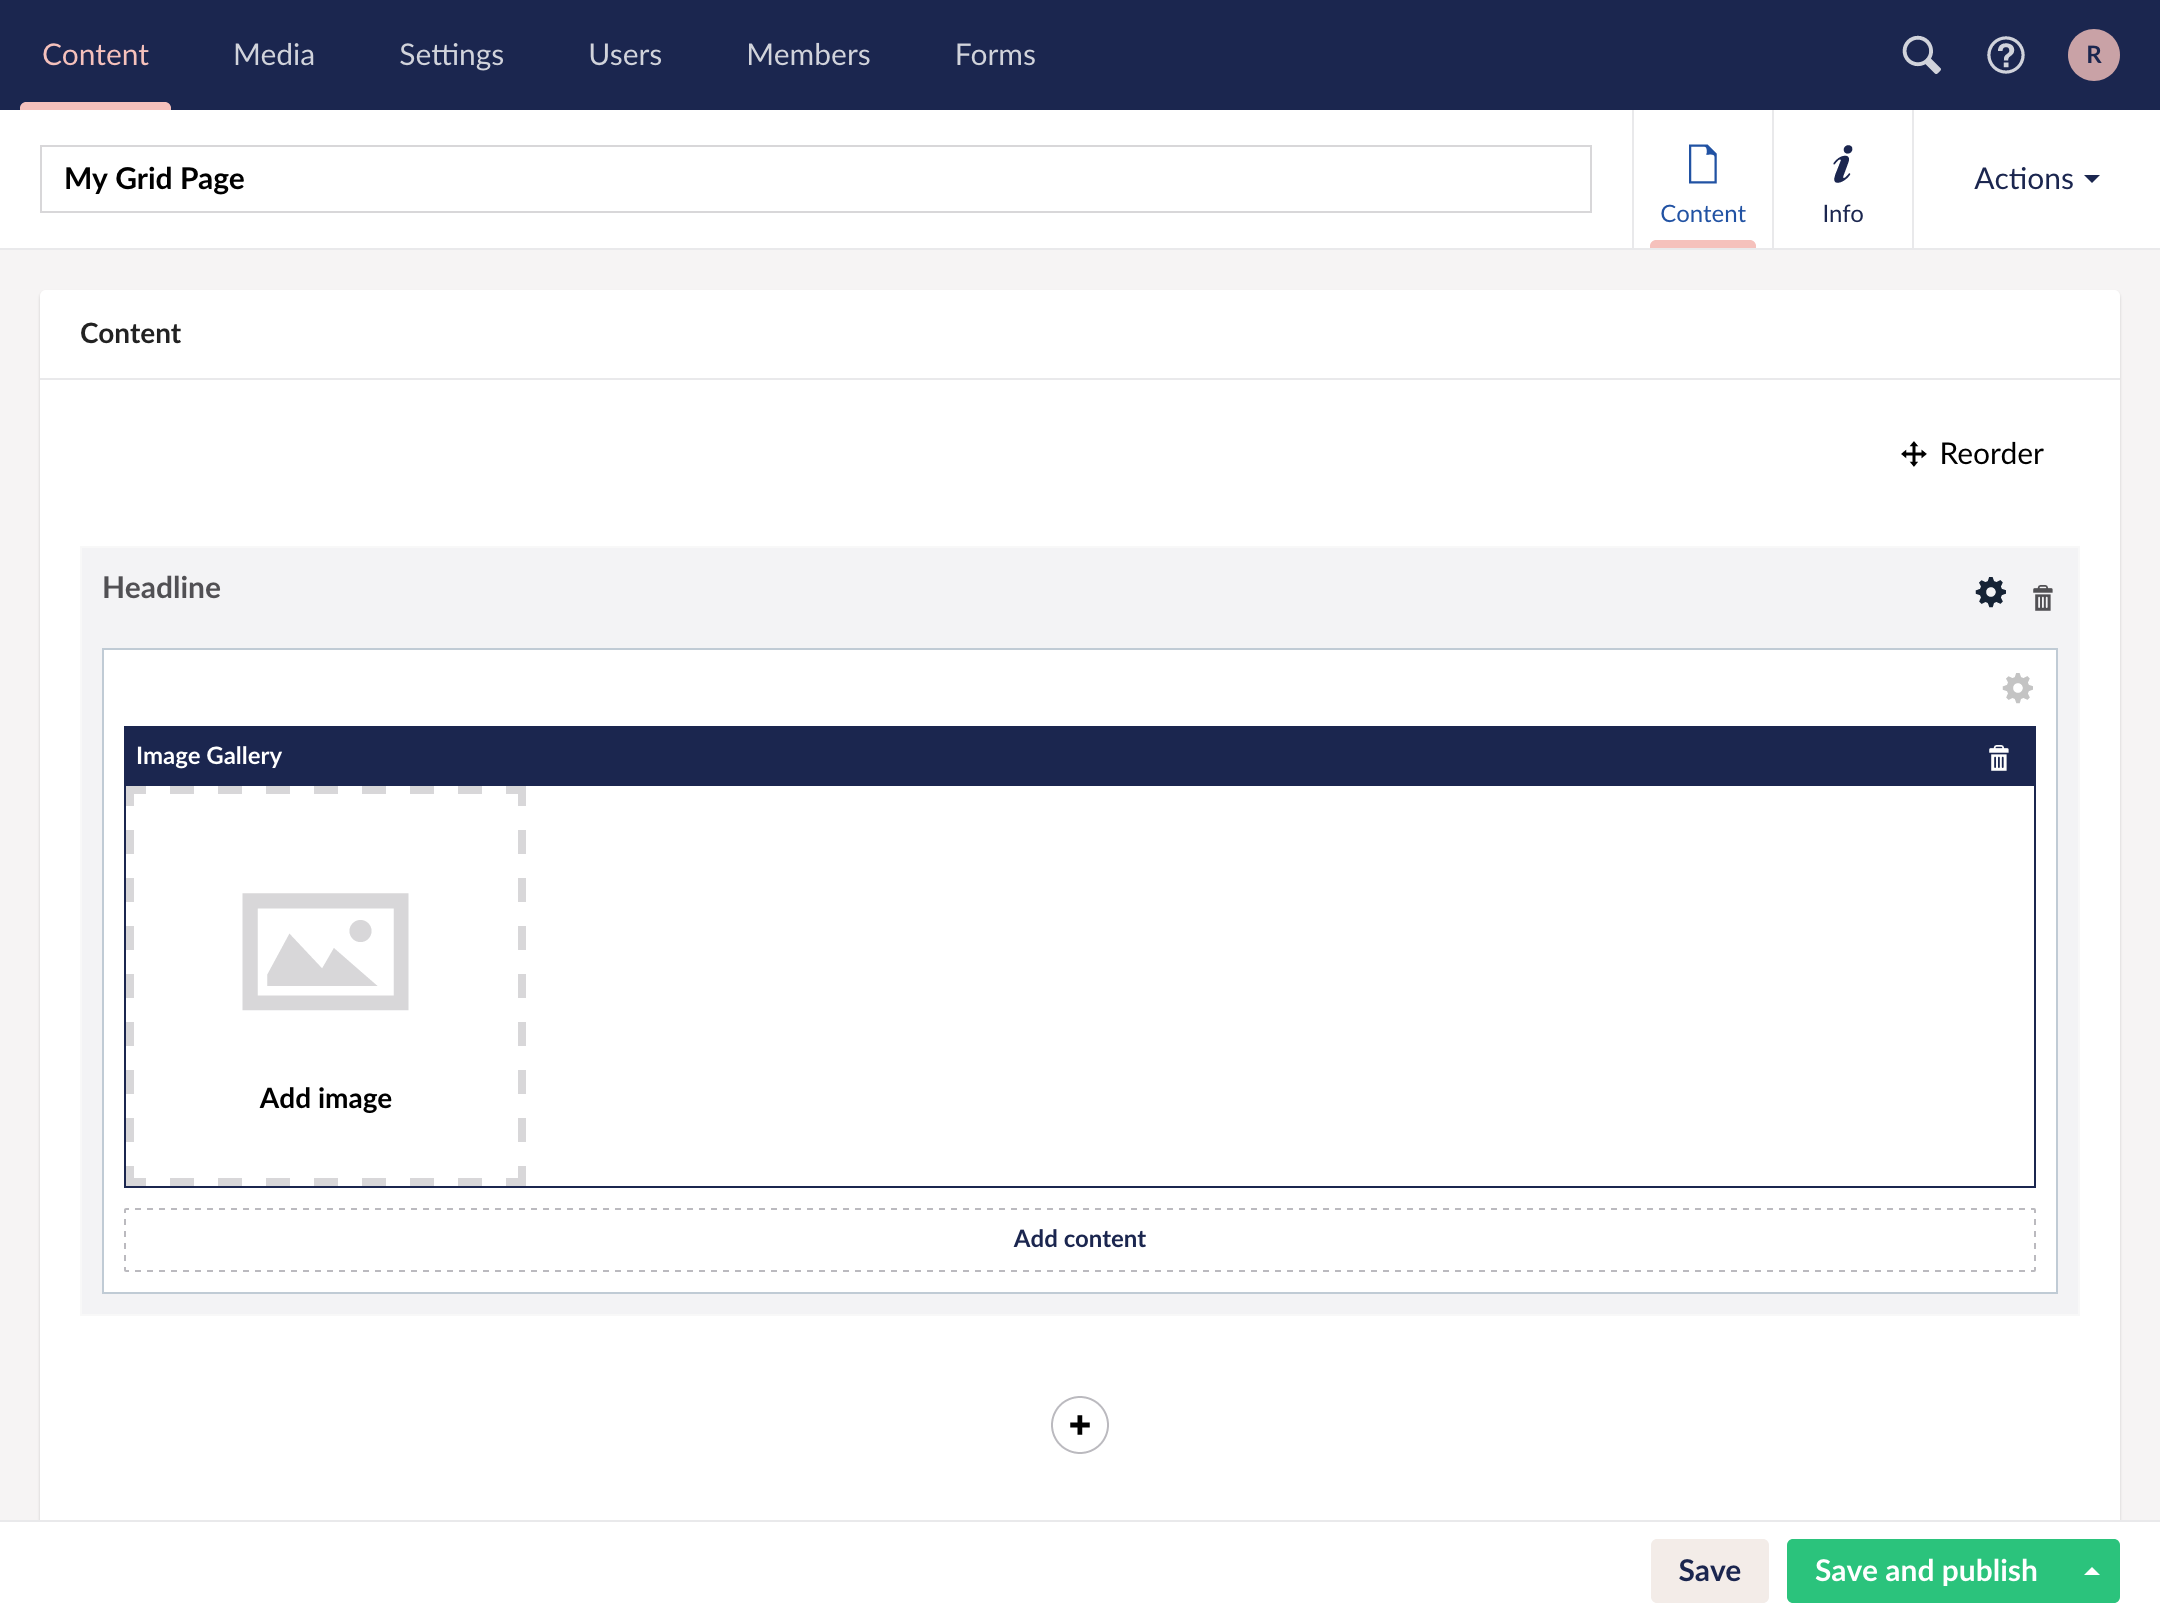 Content Media Settings Users Members Forms R
My Grid Page
Content Info Actions
Content
Reorder
Headline
Image Gallery
Add image
Add content
Save Save and publish